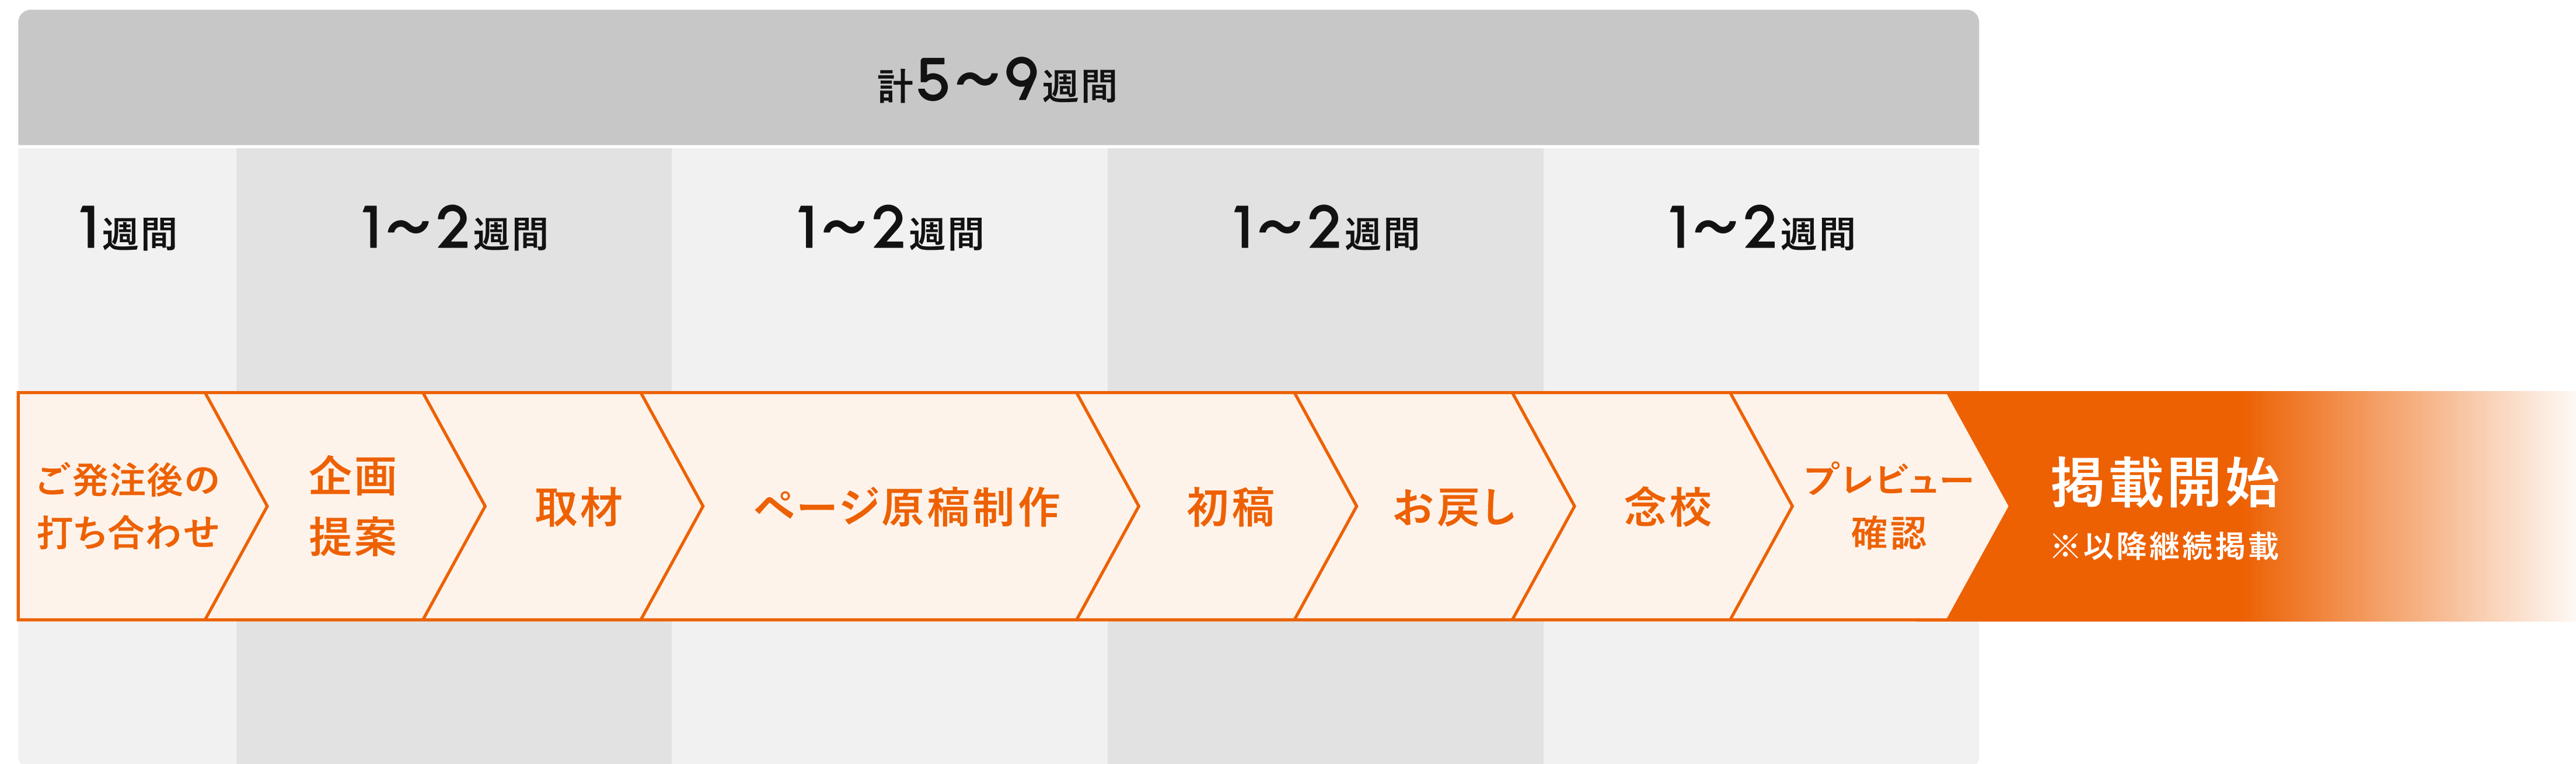 計5〜9週間
1週間
1〜2週間
1〜2週間
1〜2週間
1〜2週間
ご発注後の
打ち合わせ
企画
提案
取材
ページ原稿制作
初稿
お戻し
念校
プレビュー
確認
掲載開始
※以降継続掲載